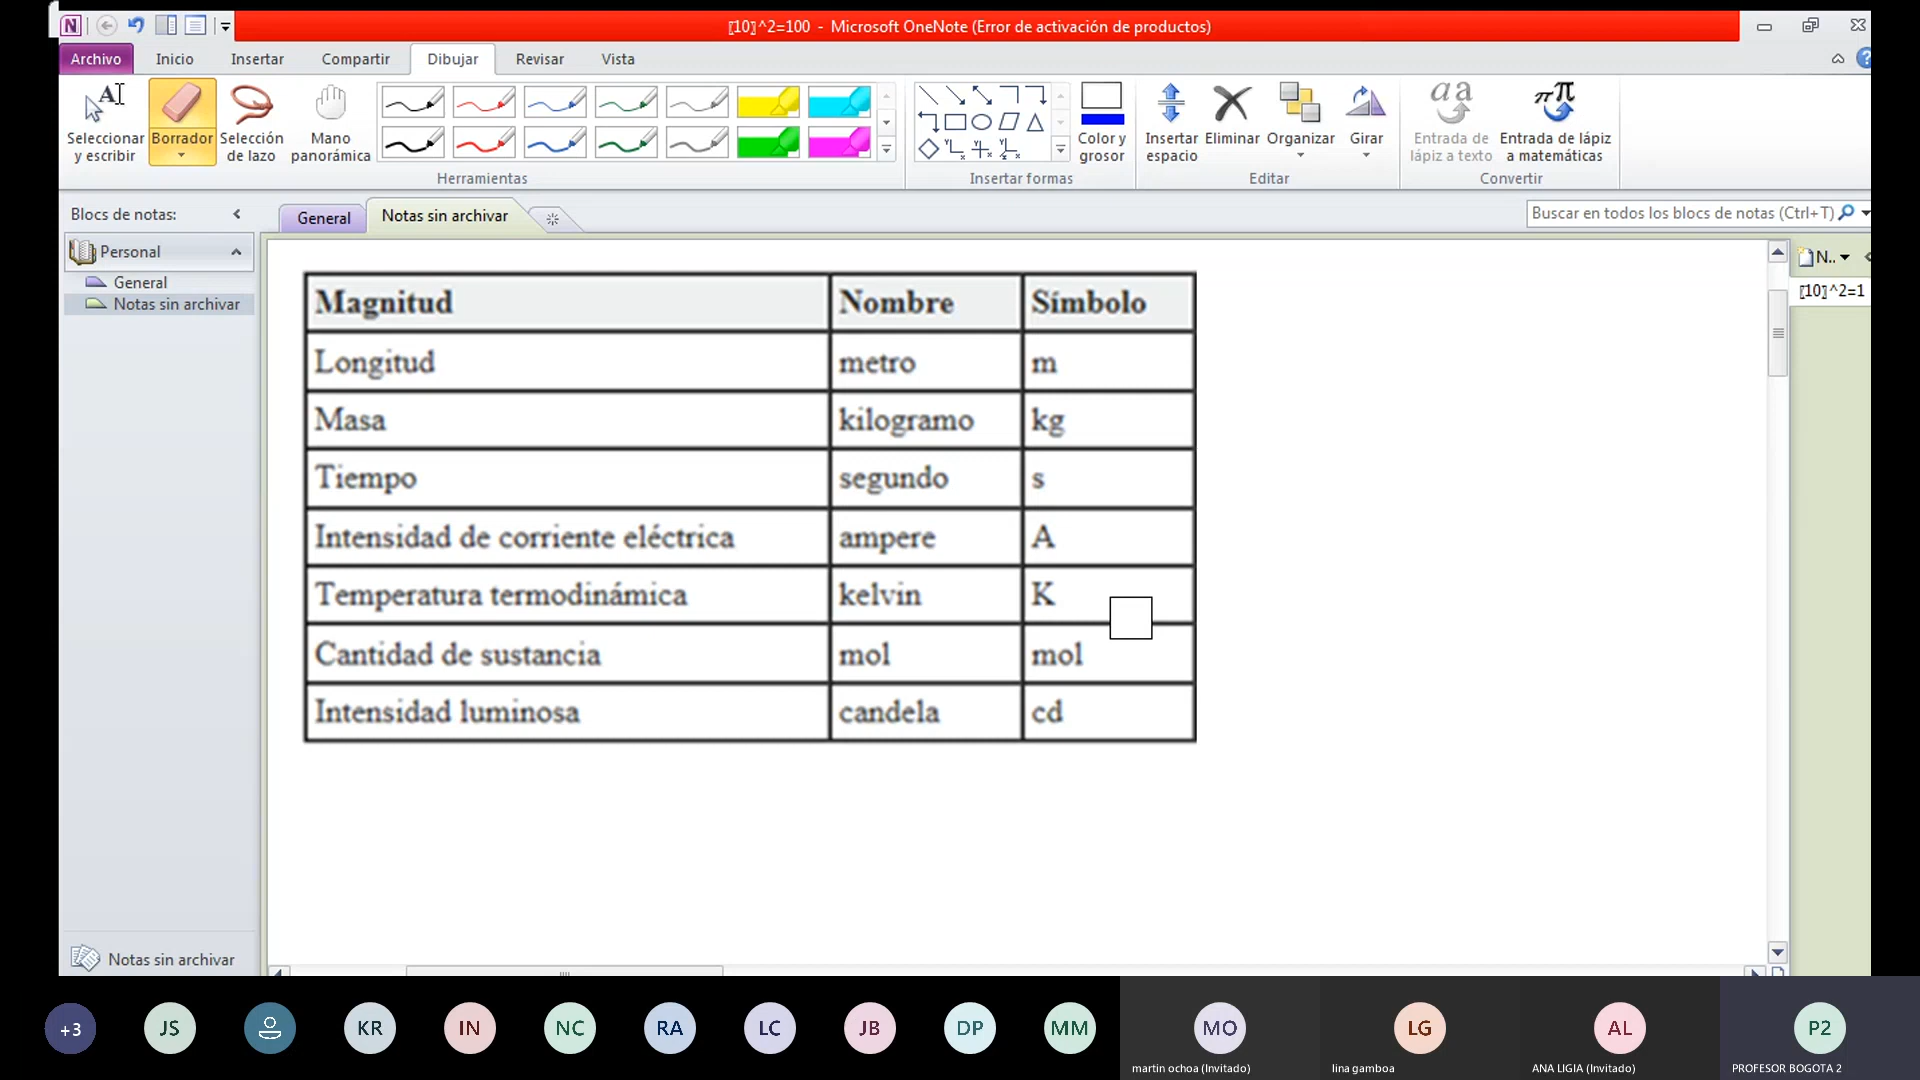 〖10〗^2=100 - Microsoft OneNote (Error de activación de productos)
Archivo Inicio Insertar Compartir Dibujar Revisar Vista
Seleccionar y escribir
Borrador
Selección de lazo
Mano panorámica
Herramientas
Insertar formas
Color y grosor
Insertar espacio
Eliminar
Organizar
Girar
Editar
Entrada de lápiz a texto
Entrada de lápiz a matemáticas
Convertir
Blocs de notas:
General Notas sin archivar
Buscar en todos los blocs de notas (Ctrl+T)
Personal
General
Notas sin archivar
N..
〖10〗^2=1
Magnitud Nombre Símbolo
Longitud metro m
Masa kilogramo kg
Tiempo segundo s
Intensidad de corriente eléctrica ampere A
Temperatura termodinámica kelvin K
Cantidad de sustancia mol mol
Intensidad luminosa candela cd
Notas sin archivar
+3 JS KR IN NC RA LC JB DP MM MO LG AL P2
martin ochoa (Invitado) lina gamboa ANA LIGIA (Invitado) PROFESOR BOGOTA 2